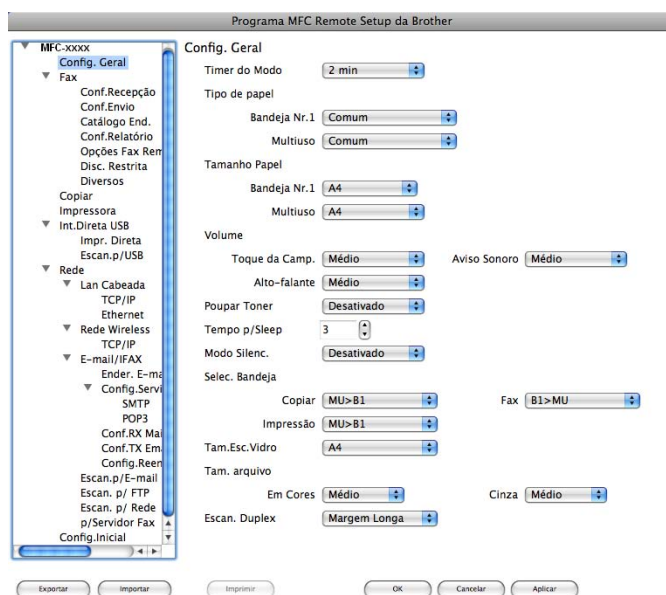 Programa MFC Remote Setup da Brother
MFC-xxxx
Config. Geral
Fax
Conf.Recepção
Conf.Envio
Catálogo End.
Conf.Relatório
Opções Fax Rem
Disc. Restrita
Diversos
Copiar
Impressora
Int.Direta USB
Impr. Direta
Escan.p/USB
Rede
Lan Cabeada
TCP/IP
Ethernet
Rede Wireless
TCP/IP
E-mail/IFAX
Ender. E-ma
Config.Servi
SMTP
POP3
Conf.RX Mai
Conf.TX Em
Config.Reen
Escan.p/E-mail
Escan. p/ FTP
Escan. p/ Rede
p/Servidor Fax
Config.Inicial
Config. Geral
Timer do Modo 2 min
Tipo de papel
Bandeja Nr.1 Comum
Multiuso Comum
Tamanho Papel
Bandeja Nr.1 A4
Multiuso A4
Volume
Toque da Camp. Médio Aviso Sonoro Médio
Alto-falante Médio
Poupar Toner Desativado
Tempo p/Sleep 3
Modo Silenc. Desativado
Selec. Bandeja
Copiar MU>B1 Fax B1>MU
Impressão MU>B1
Tam.Esc.Vidro A4
Tam. arquivo
Em Cores Médio Cinza Médio
Escan. Duplex Margem Longa
Exportar Importar Imprimir OK Cancelar Aplicar